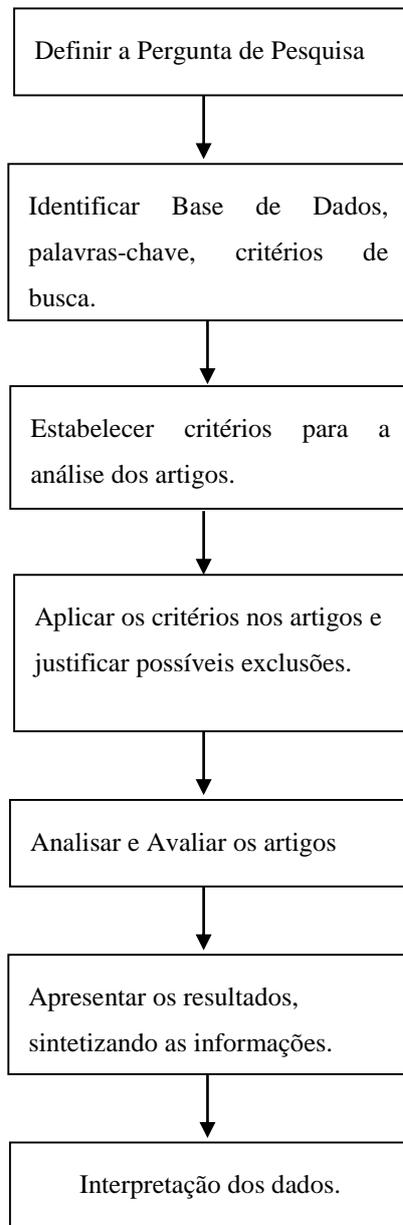 Definir a Pergunta de Pesquisa
Identificar Base de Dados,
palavras-chave, critérios de
busca.
Estabelecer critérios para a
análise dos artigos.
Aplicar os critérios nos artigos e
justificar possíveis exclusões.
Analisar e Avaliar os artigos
Apresentar os resultados,
sintetizando as informações.
Interpretação dos dados.